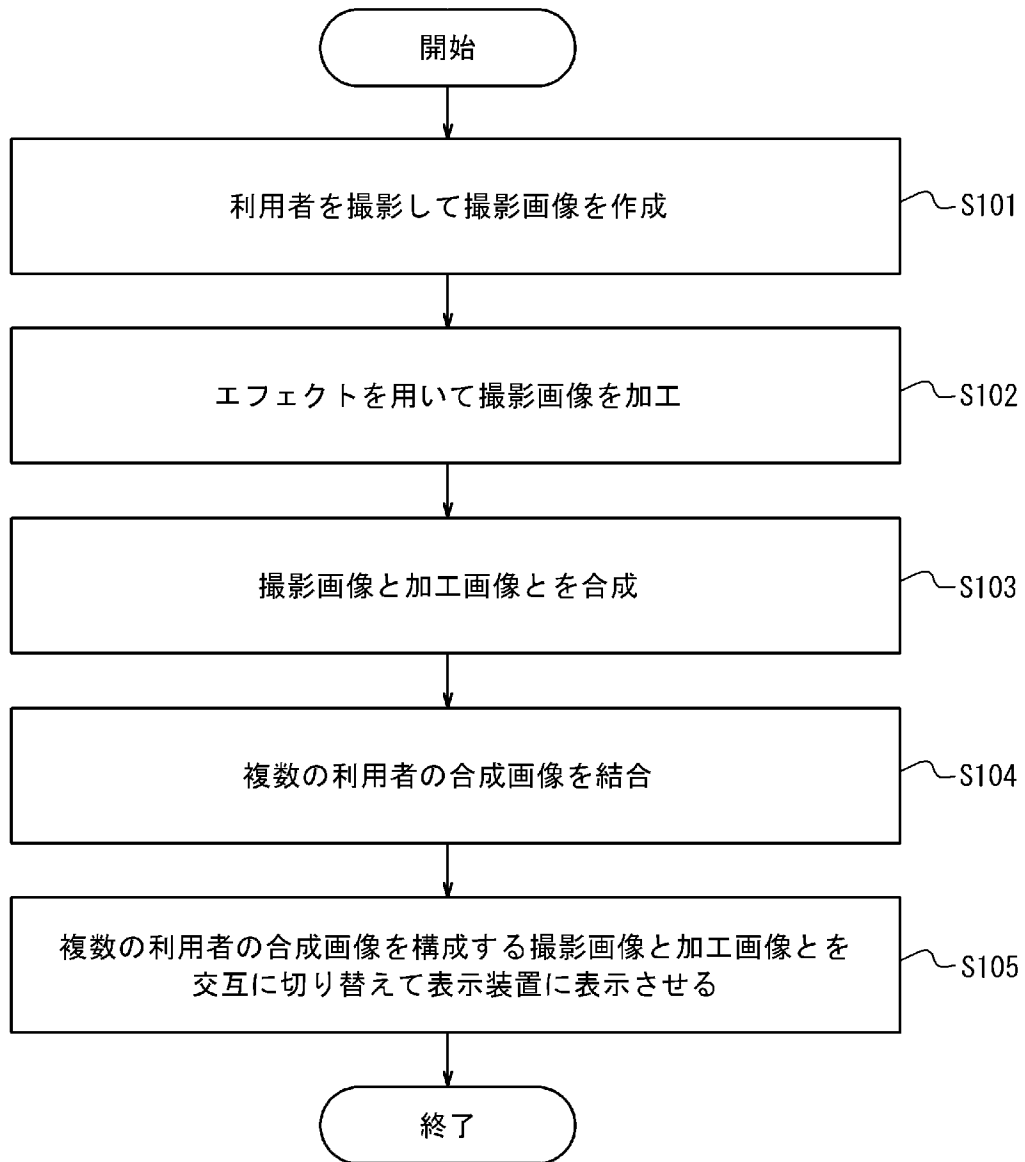 開始
利用者を撮影して撮影画像を作成
S101
エフェクトを用いて撮影画像を加工
S102
撮影画像と加工画像とを合成
S103
複数の利用者の合成画像を結合
S104
複数の利用者の合成画像を構成する撮影画像と加工画像とを
交互に切り替えて表示装置に表示させる
S105
終了